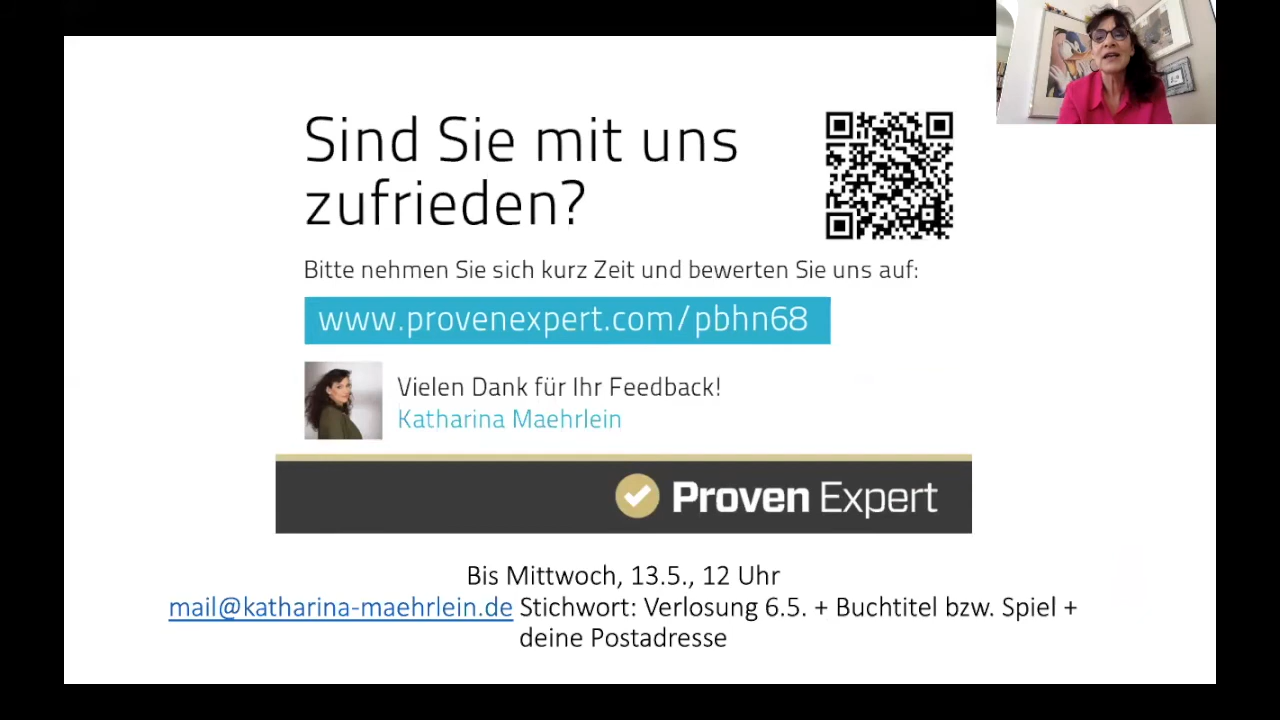 Sind Sie mit uns
zufrieden?
Bitte nehmen Sie sich kurz Zeit und bewerten Sie uns auf:
www.provenexpert.com/pbhn68
Vielen Dank für Ihr Feedback!
Katharina Maehrlein
Proven Expert
Bis Mittwoch, 13.5., 12 Uhr
mail@katharina-maehrlein.de Stichwort: Verlosung 6.5. + Buchtitel bzw. Spiel +
deine Postadresse